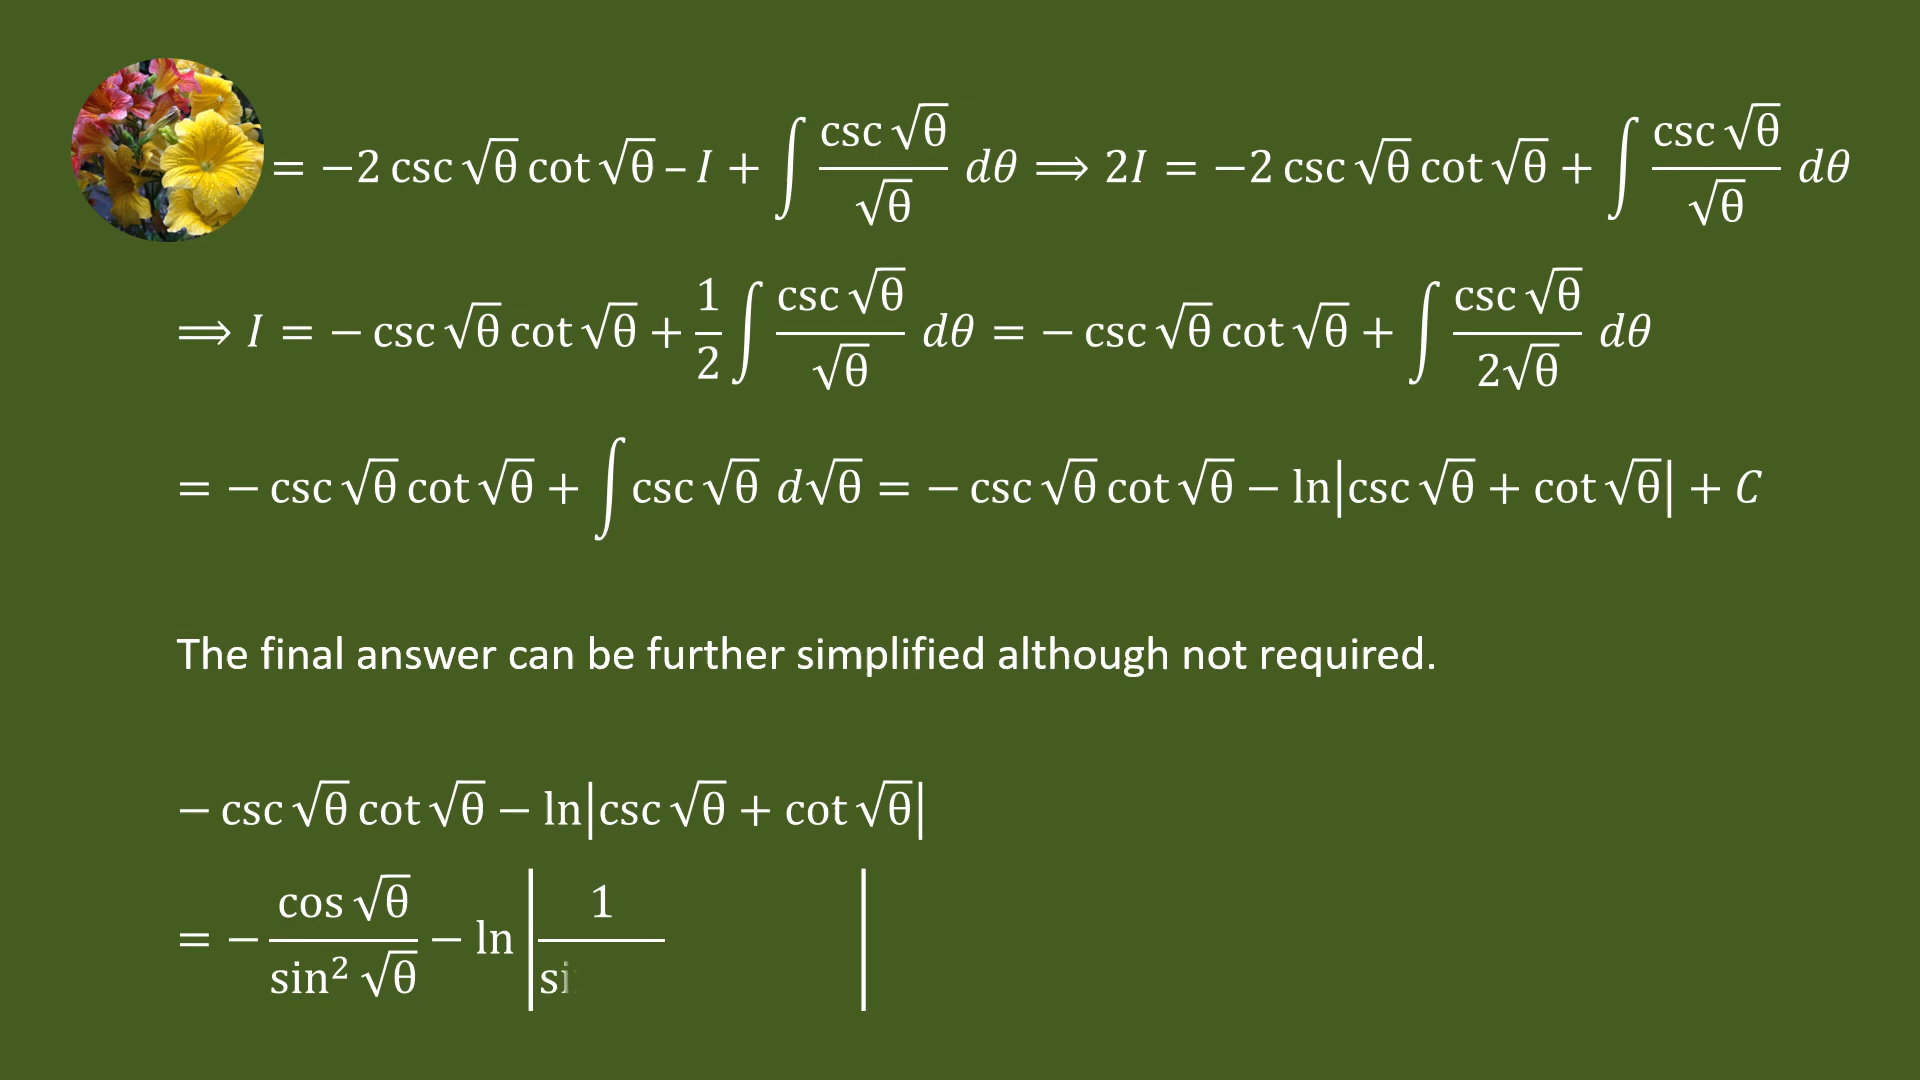 = −2 csc √θ cot √θ – I + ∫ csc √θ / √θ dθ ⟹ 2I = −2 csc √θ cot √θ + ∫ csc √θ / √θ dθ
⟹ I = − csc √θ cot √θ + 1/2 ∫ csc √θ / √θ dθ = − csc √θ cot √θ + ∫ csc √θ / 2√θ dθ
= − csc √θ cot √θ + ∫ csc √θ d√θ = − csc √θ cot √θ − ln|csc √θ + cot √θ| + C
The final answer can be further simplified although not required.
− csc √θ cot √θ − ln|csc √θ + cot √θ|
= − cos √θ / sin² √θ − ln | 1 / si |